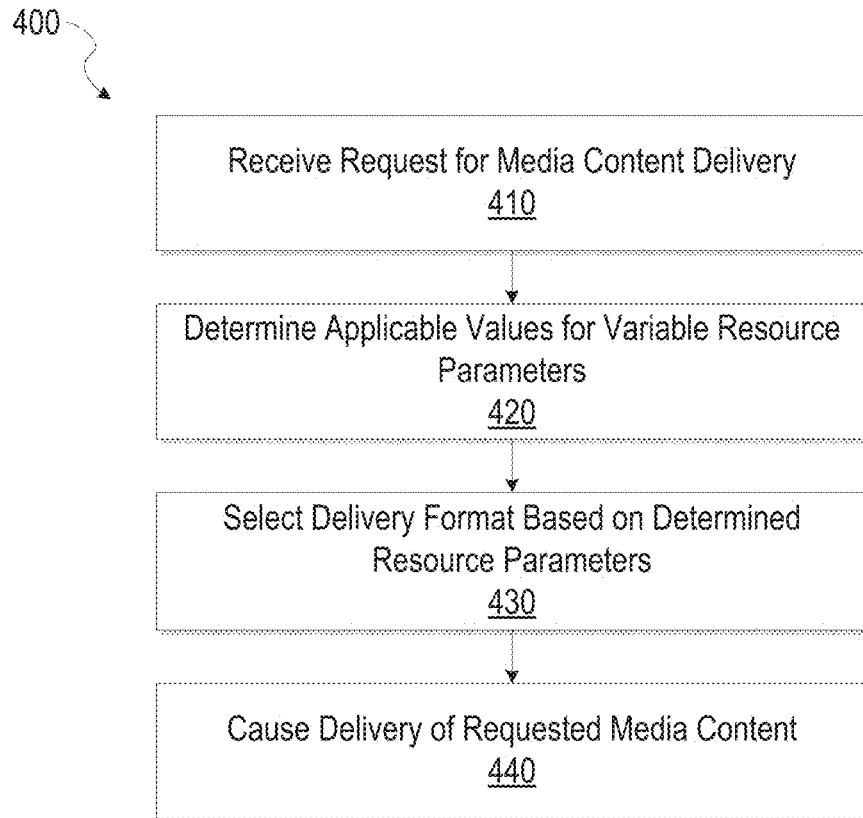 400
Receive Request for Media Content Delivery
410
Determine Applicable Values for Variable Resource
Parameters
420
Select Delivery Format Based on Determined
Resource Parameters
430
Cause Delivery of Requested Media Content
440